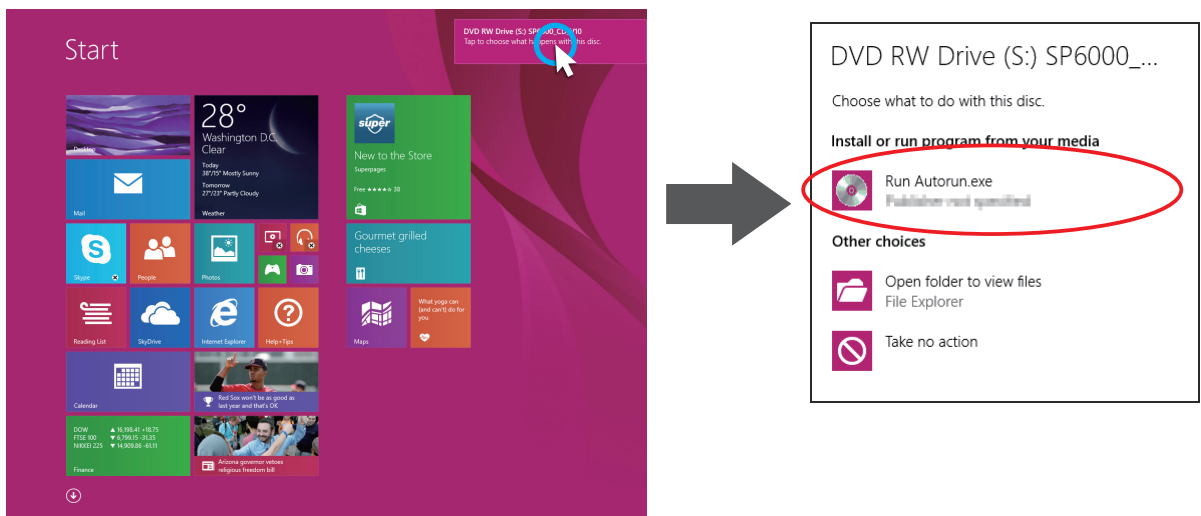 Start
DVD RW Drive (S:)
Tap to choose what happens with this disc.
Desktop
Mail
28°
Washington D.C.
Clear
Today
38°/15° Mostly Sunny
Tomorrow
27°/23° Partly Cloudy
Weather
super
New to the Store
Superpages
Free ★★★★☆ 38
Skype
People
Photos
Gourmet grilled
cheeses
Reading List
SkyDrive
Internet Explorer
Help+Tips
Maps
What yoga can
(and can't) do for
you
Calendar
Red Sox won't be as good as
last year and that's OK
DOW ▲ 16,198.41 +18.75
FTSE 100 ▼ 6,799.15 -31.35
NIKKEI 225 ▼ 14,909.86 -61.11
Finance
Arizona governor vetoes
religious freedom bill
DVD RW Drive (S:) SP6000_...
Choose what to do with this disc.
Install or run program from your media
Run Autorun.exe
Publisher not specified
Other choices
Open folder to view files
File Explorer
Take no action